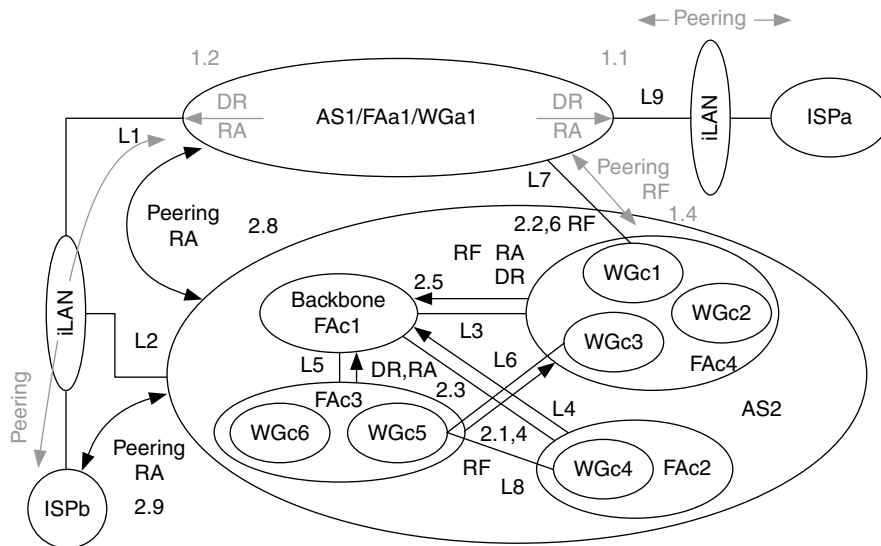 Peering
1.2
1.1
DR
RA
AS1/FAa1/WGa1
DR
RA
L9
iLAN
ISPa
L1
Peering
RF
L7
1.4
Peering
RA
2.8
2.2,6 RF
RF RA
DR
WGc1
2.5
Backbone
FAc1
WGc2
iLAN
L2
L3
WGc3
L5
L6
FAc4
DR,RA
2.3
FAc3
L4
AS2
Peering
WGc6
WGc5
2.1,4
Peering
RA
RF
WGc4
FAc2
L8
ISPb
2.9